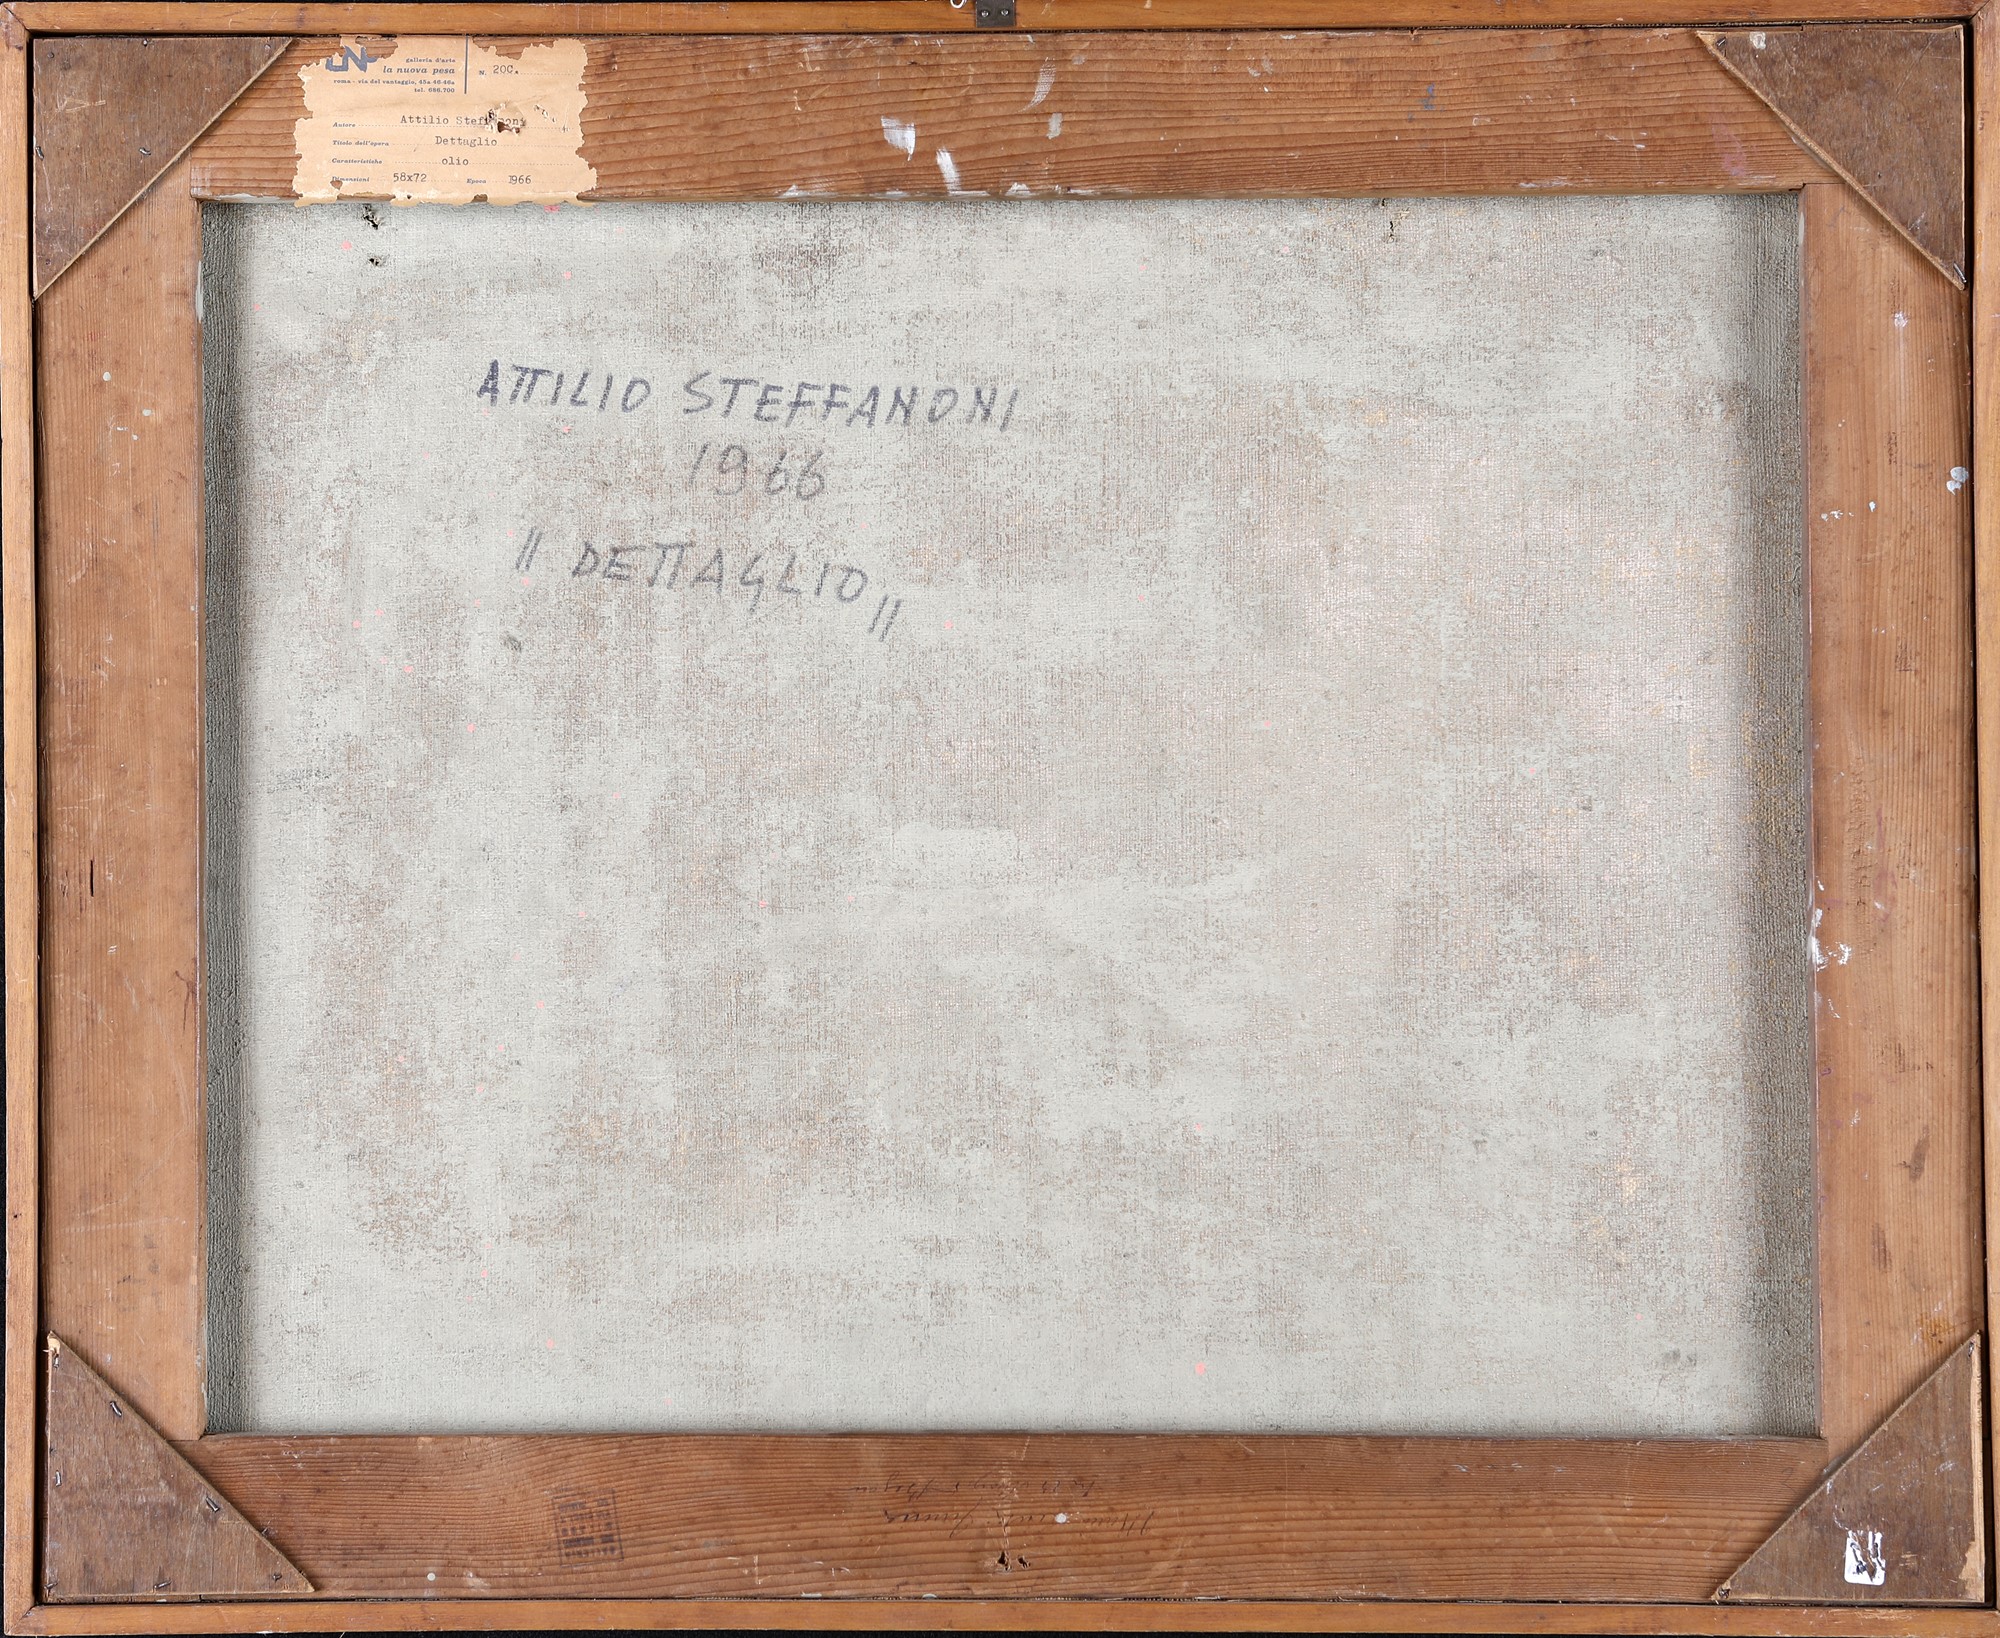 galleria d'arte
la nuova pesa
roma - via del vantaggio, 45a-46-46a
tel. 686.700
N. 20C.
Autore Attilio
Titolo dell'opera Dettaglio
Caratteristiche olio
Dimensioni 58x72 Epoca 1966
ATTILIO STEFFANONI
1966
" DETTAGLIO "